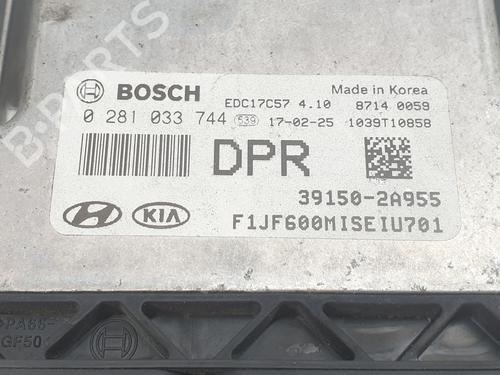 B-PARTS
BOSCH
EDC17C57 4.10
Made in Korea
8714 0059
0 281 033 744 539 17-02-25 1039T10858
DPR
39150-2A955
KIA
F1JF600MISEIU701
>PA66-
GF50